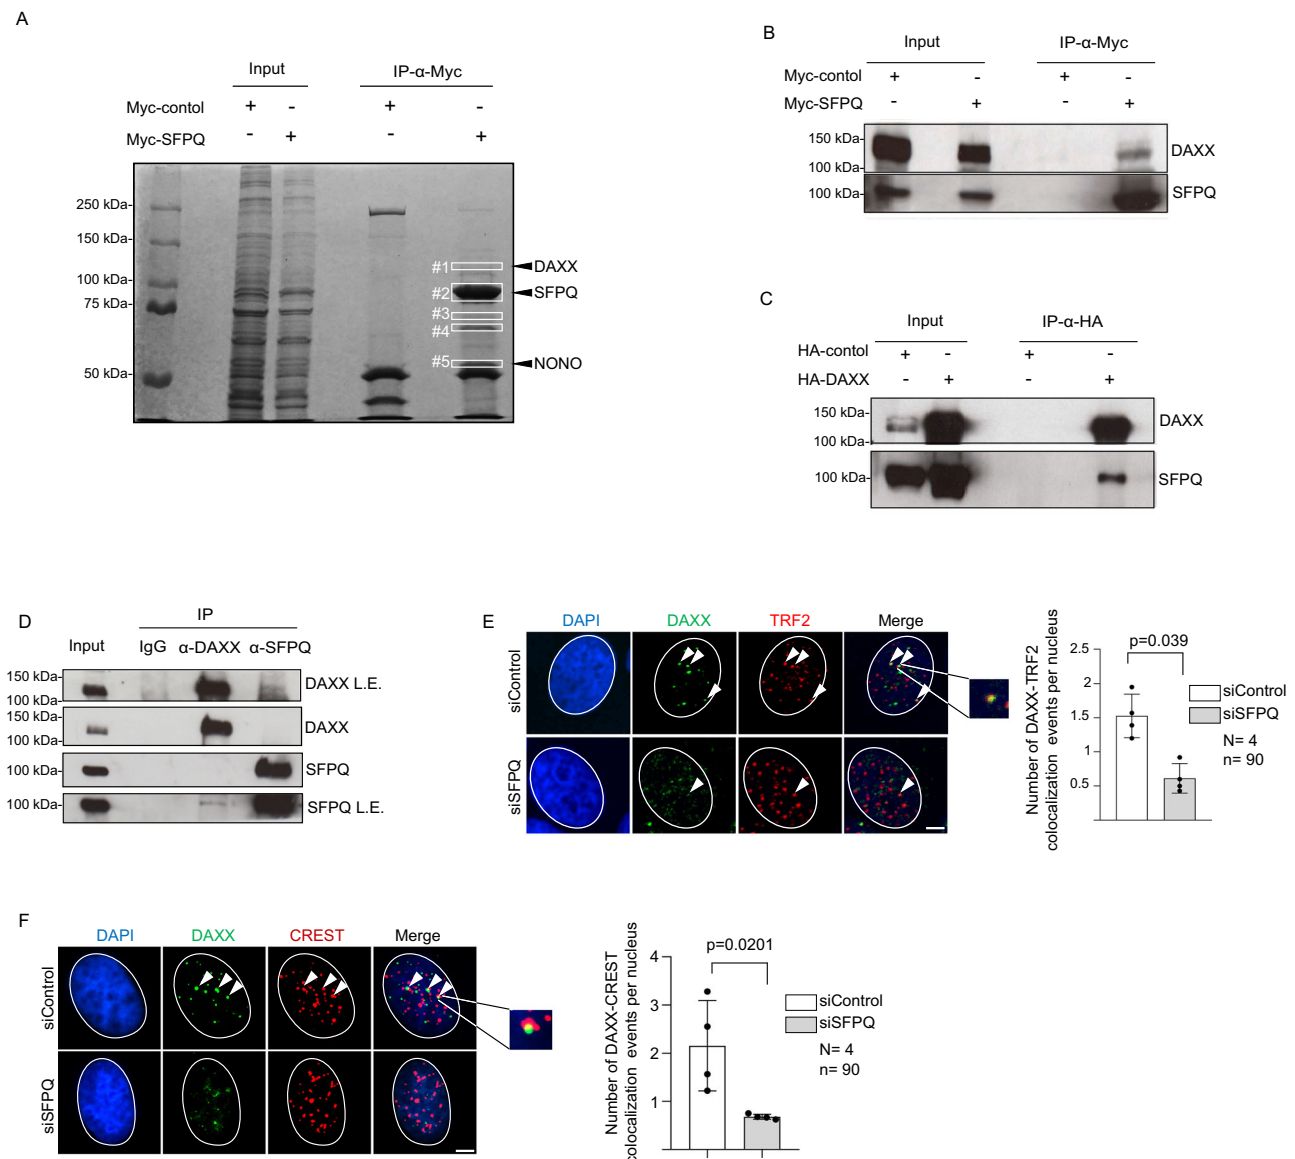 A
Input
IP-α-Myc
Myc-contol + - + -
Myc-SFPQ - + - +
250 kDa-
150 kDa-
100 kDa-
75 kDa-
50 kDa-
#1 DAXX
#2 SFPQ
#3
#4
#5 NONO
B
Input
IP-α-Myc
Myc-contol + - + -
Myc-SFPQ - + - +
150 kDa-
100 kDa-
DAXX
100 kDa-
SFPQ
C
Input
IP-α-HA
HA-contol + - + -
HA-DAXX - + - +
150 kDa-
100 kDa-
DAXX
100 kDa-
SFPQ
D
IP
Input IgG α-DAXX α-SFPQ
150 kDa-
100 kDa-
DAXX L.E.
150 kDa-
100 kDa-
DAXX
100 kDa-
SFPQ
100 kDa-
SFPQ L.E.
E
DAPI DAXX TRF2 Merge
siControl
siSFPQ
Number of DAXX-TRF2
colocalization events per nucleus
2.5
2
1.5
1
0.5
p=0.039
siControl
siSFPQ
N= 4
n= 90
F
DAPI DAXX CREST Merge
siControl
siSFPQ
Number of DAXX-CREST
colocalization events per nucleus
4
3
2
1
p=0.0201
siControl
siSFPQ
N= 4
n= 90